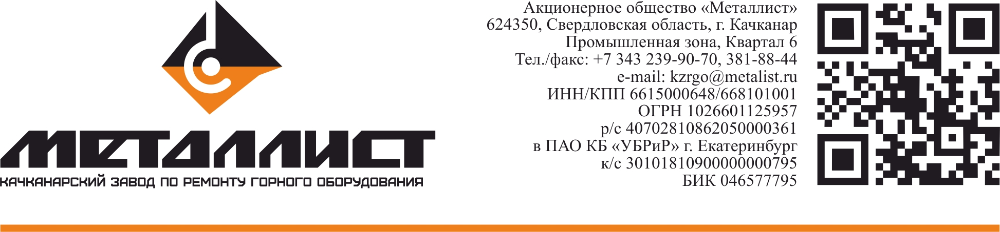 МЕТАЛЛИСТ
КАЧКАНАРСКИЙ ЗАВОД ПО РЕМОНТУ ГОРНОГО ОБОРУДОВАНИЯ
Акционерное общество «Металлист»
624350, Свердловская область, г. Качканар
Промышленная зона, Квартал 6
Тел./факс: +7 343 239-90-70, 381-88-44
e-mail: kzrgo@metalist.ru
ИНН/КПП 6615000648/668101001
ОГРН 1026601125957
р/с 40702810862050000361
в ПАО КБ «УБРиР» г. Екатеринбург
к/с 30101810900000000795
БИК 046577795